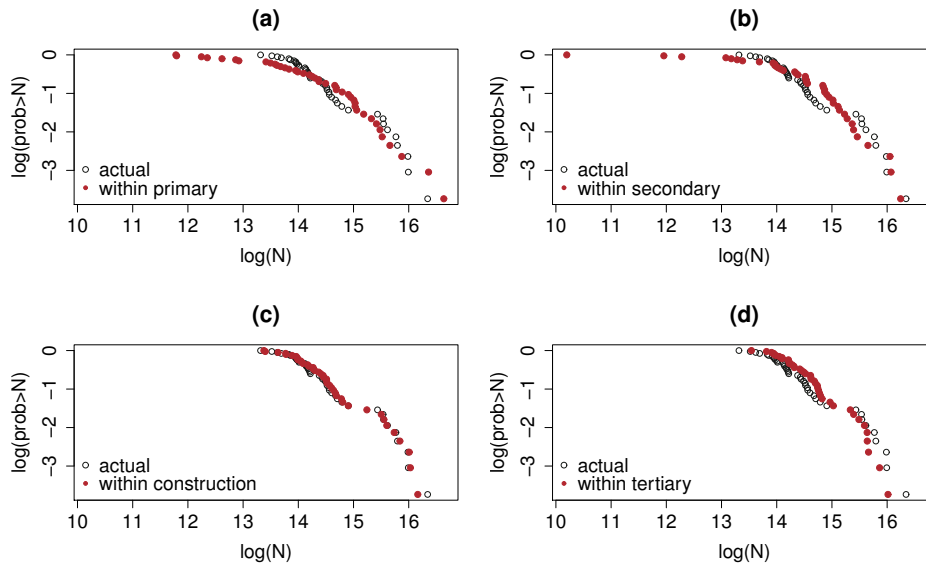 (a)
log(prob>N)
0
-1
-2
-3
actual
within primary
10 11 12 13 14 15 16
log(N)
(b)
log(prob>N)
0
-1
-2
-3
actual
within secondary
10 11 12 13 14 15 16
log(N)
(c)
log(prob>N)
0
-1
-2
-3
actual
within construction
10 11 12 13 14 15 16
log(N)
(d)
log(prob>N)
0
-1
-2
-3
actual
within tertiary
10 11 12 13 14 15 16
log(N)